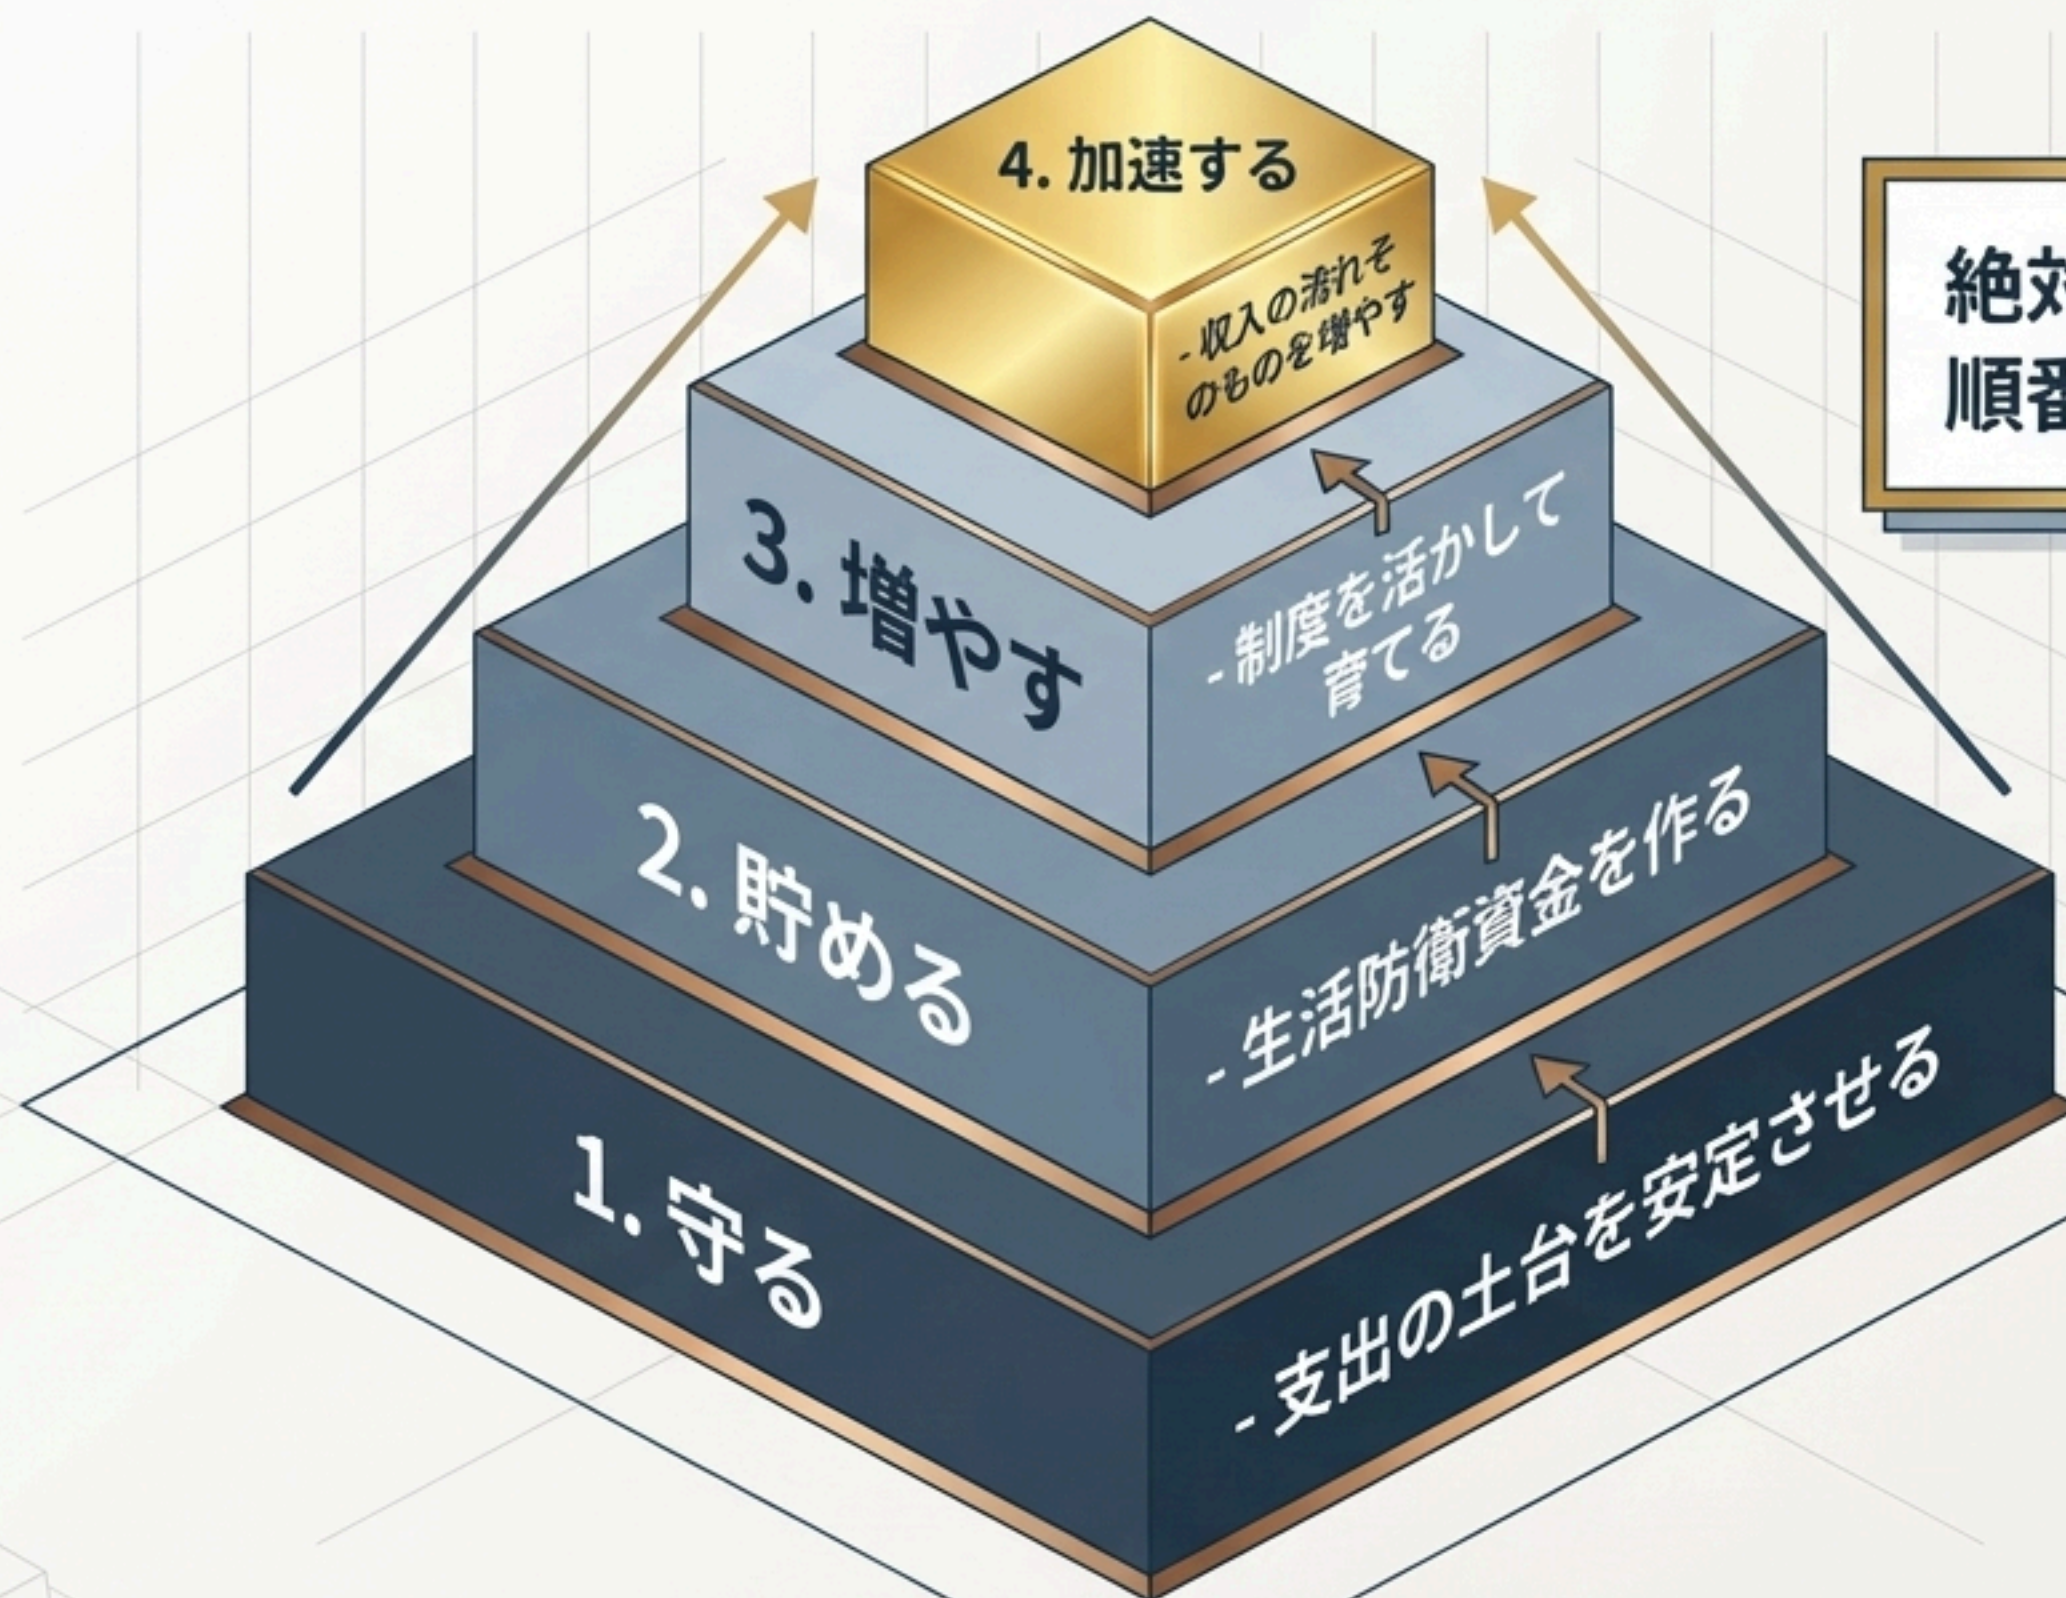 4. 加速する
- 収入の流れそ
のものを増やす
3. 増やす
- 制度を活かして
育てる
2. 貯める
- 生活防衛資金を作る
1. 守る
- 支出の土台を安定させる
絶対
順番